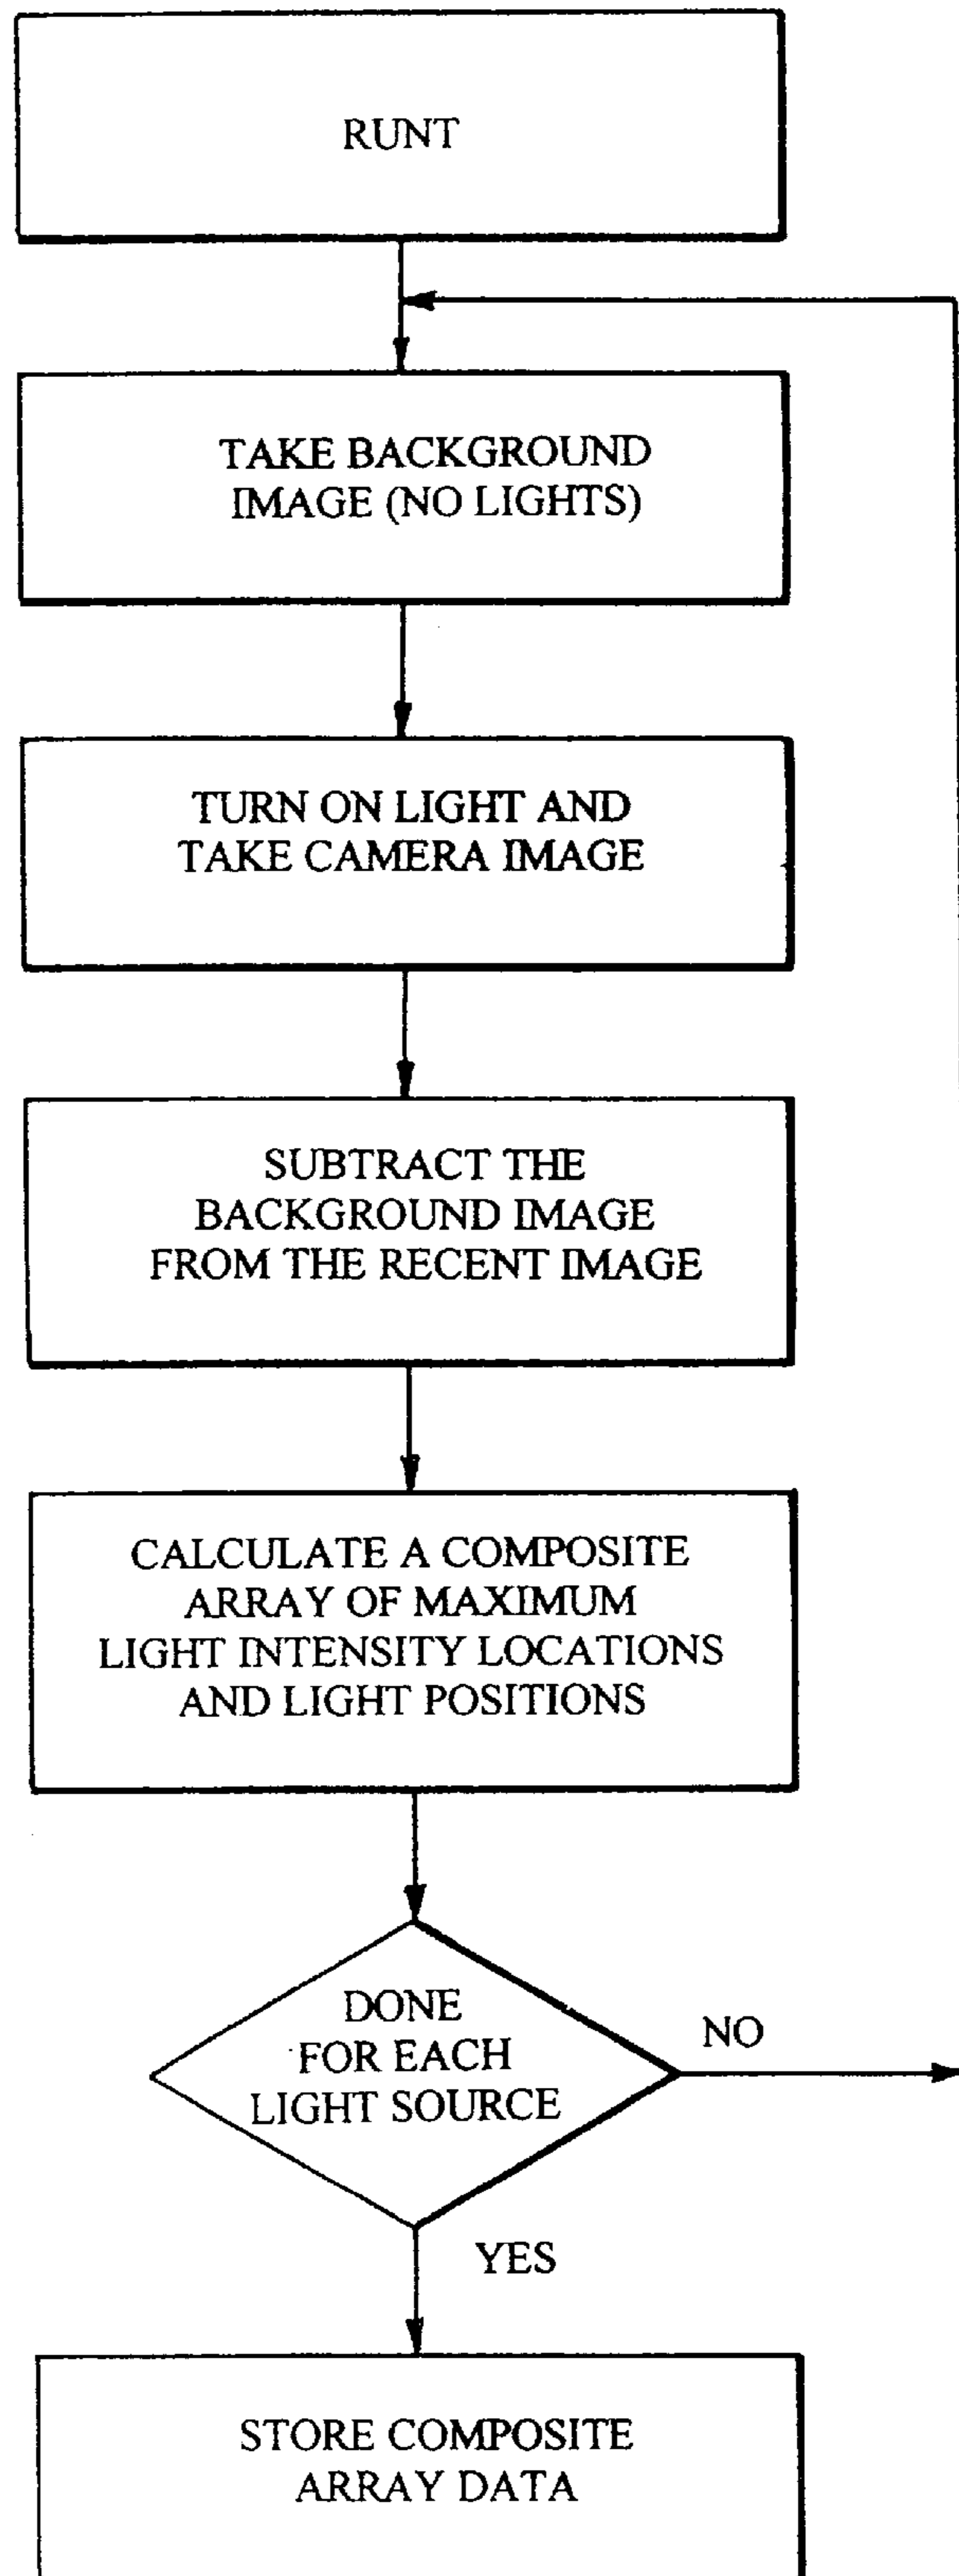 RUNT
TAKE BACKGROUND
IMAGE (NO LIGHTS)
TURN ON LIGHT AND
TAKE CAMERA IMAGE
SUBTRACT THE
BACKGROUND IMAGE
FROM THE RECENT IMAGE
CALCULATE A COMPOSITE
ARRAY OF MAXIMUM
LIGHT INTENSITY LOCATIONS
AND LIGHT POSITIONS
DONE
FOR EACH
LIGHT SOURCE
NO
YES
STORE COMPOSITE
ARRAY DATA